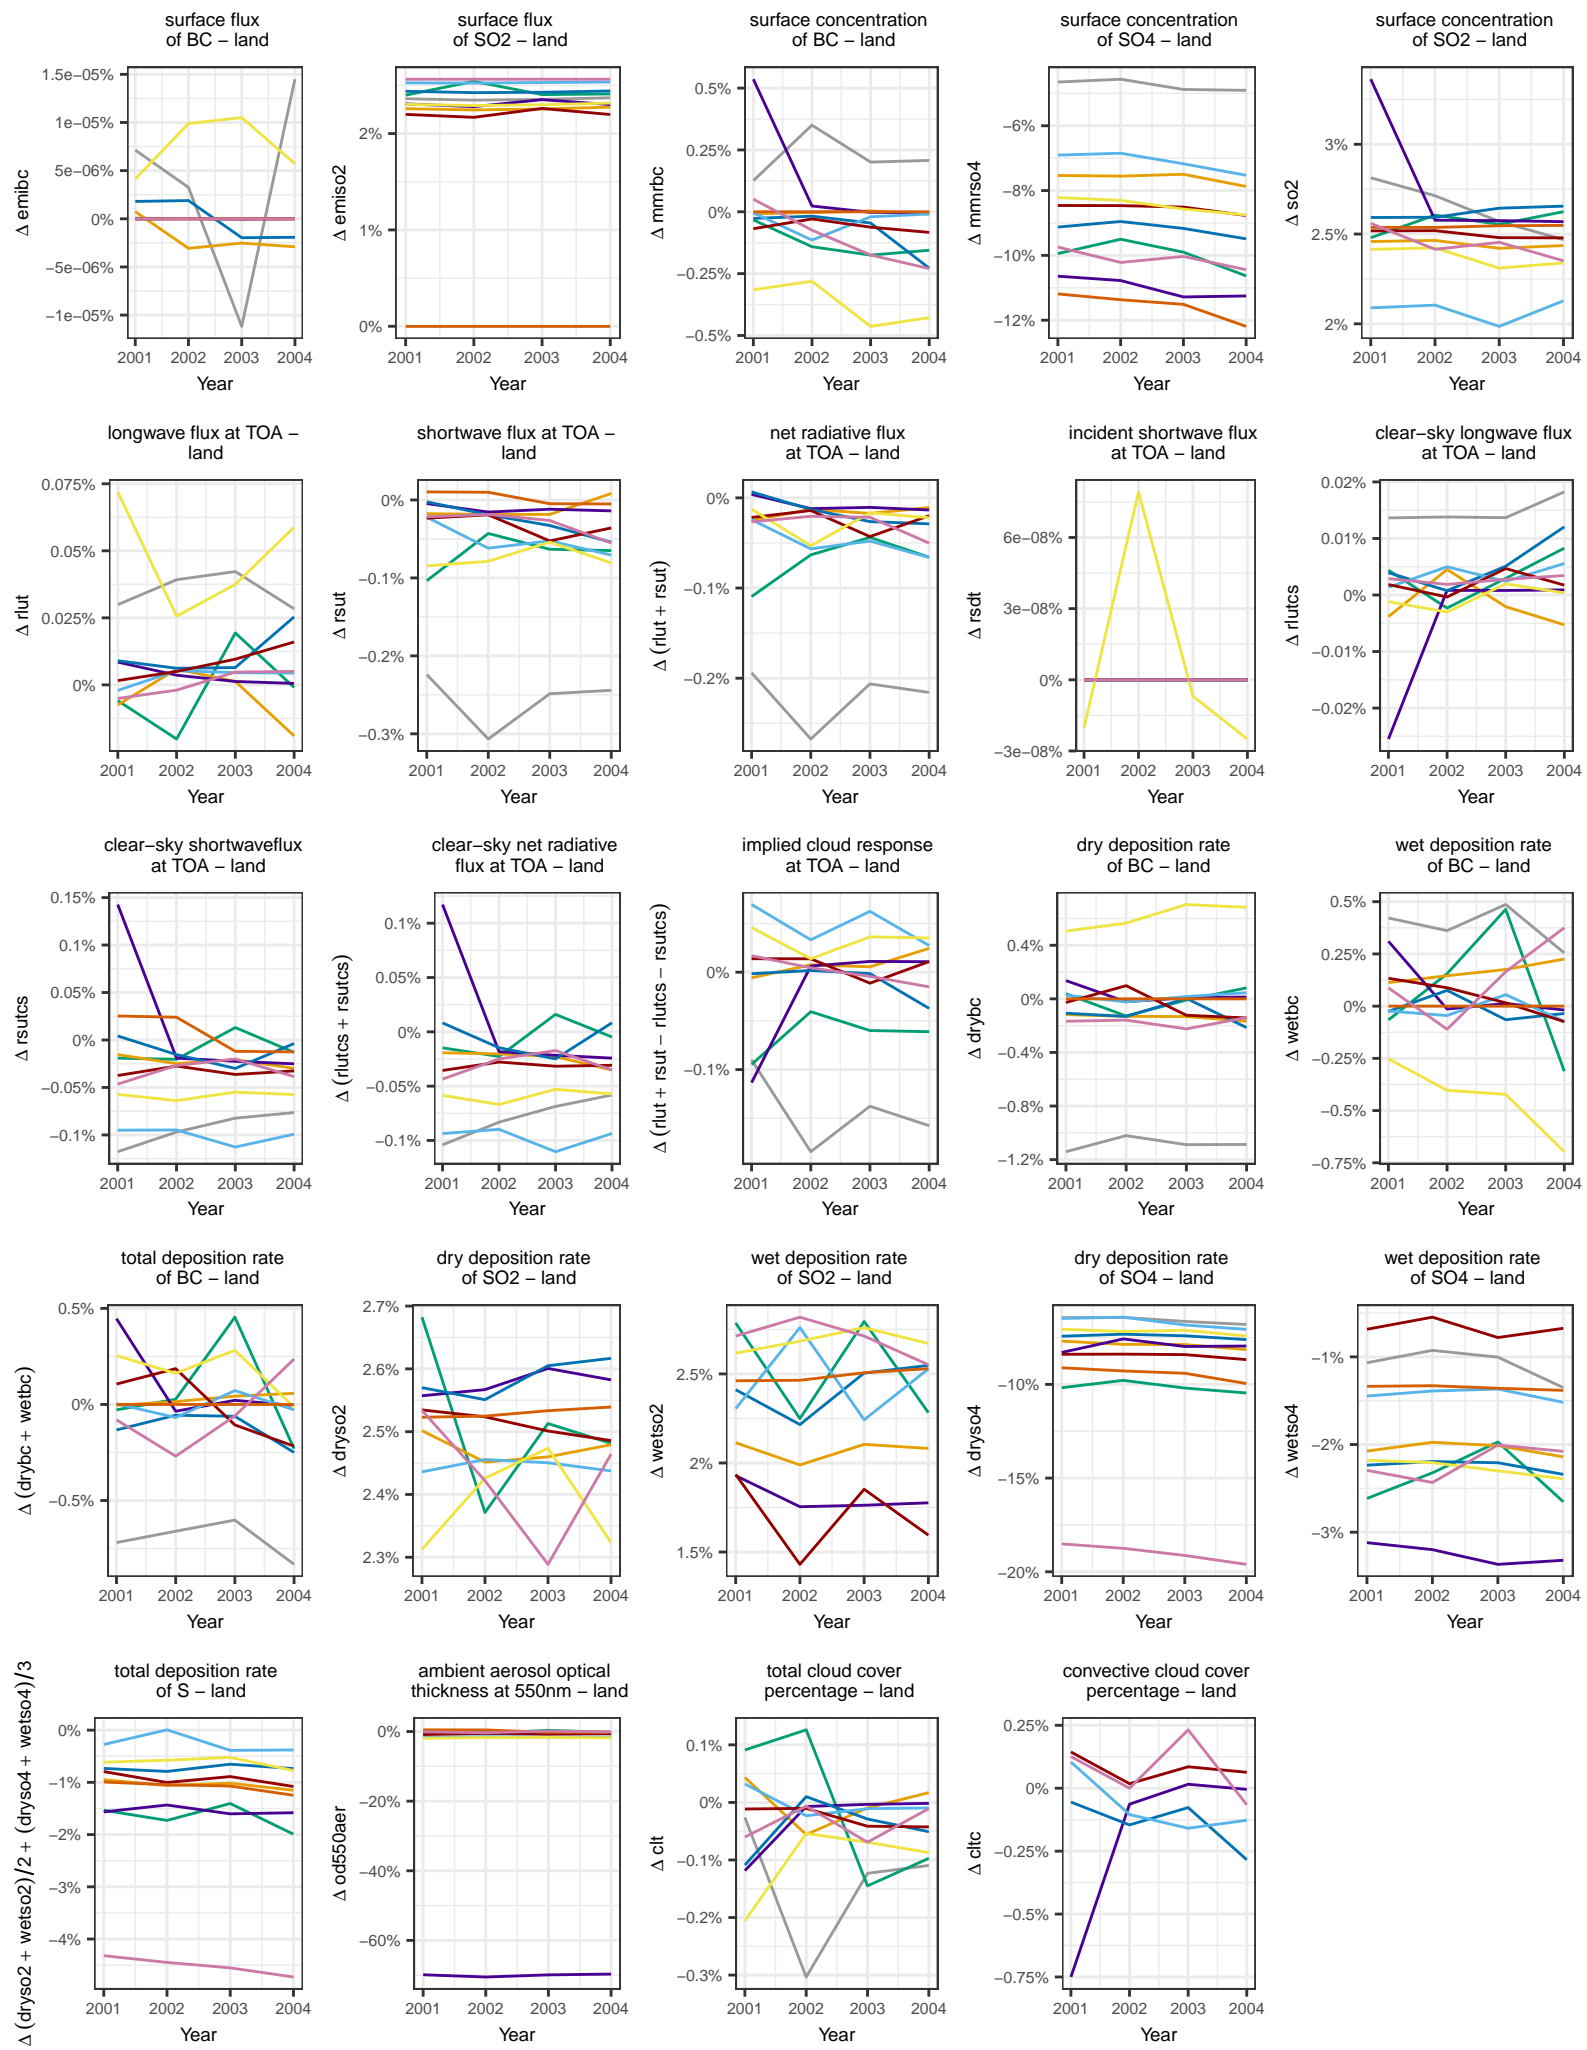 surface flux
of BC − land
surface flux
of SO2 − land
surface concentration
of BC − land
surface concentration
of SO4 − land
surface concentration
of SO2 − land
Δ emibc
1.5e−05%
1e−05%
5e−06%
0%
−5e−06%
−1e−05%
2001 2002 2003 2004
Year
Δ emiso2
2%
1%
0%
2001 2002 2003 2004
Year
Δ mmrbc
0.5%
0.25%
0%
−0.25%
−0.5%
2001 2002 2003 2004
Year
Δ mmrso4
−6%
−8%
−10%
−12%
2001 2002 2003 2004
Year
Δ so2
3%
2.5%
2%
2001 2002 2003 2004
Year
longwave flux at TOA −
land
shortwave flux at TOA −
land
net radiative flux
at TOA − land
incident shortwave flux
at TOA − land
clear−sky longwave flux
at TOA − land
Δ rlut
0.075%
0.05%
0.025%
0%
2001 2002 2003 2004
Year
Δ rsut
0%
−0.1%
−0.2%
−0.3%
2001 2002 2003 2004
Year
Δ (rlut + rsut)
0%
−0.1%
−0.2%
2001 2002 2003 2004
Year
Δ rsdt
6e−08%
3e−08%
0%
−3e−08%
2001 2002 2003 2004
Year
Δ rlutcs
0.02%
0.01%
0%
−0.01%
−0.02%
2001 2002 2003 2004
Year
clear−sky shortwaveflux
at TOA − land
clear−sky net radiative
flux at TOA − land
implied cloud response
at TOA − land
dry deposition rate
of BC − land
wet deposition rate
of BC − land
Δ rsutcs
0.15%
0.1%
0.05%
0%
−0.05%
−0.1%
2001 2002 2003 2004
Year
Δ (rlutcs + rsutcs)
0.1%
0.05%
0%
−0.05%
−0.1%
2001 2002 2003 2004
Year
Δ (rlut + rsut − rlutcs − rsutcs)
0%
−0.1%
2001 2002 2003 2004
Year
Δ drybc
0.4%
0%
−0.4%
−0.8%
−1.2%
2001 2002 2003 2004
Year
Δ wetbc
0.5%
0.25%
0%
−0.25%
−0.5%
−0.75%
2001 2002 2003 2004
Year
total deposition rate
of BC − land
dry deposition rate
of SO2 − land
wet deposition rate
of SO2 − land
dry deposition rate
of SO4 − land
wet deposition rate
of SO4 − land
Δ (drybc + wetbc)
0.5%
0%
−0.5%
2001 2002 2003 2004
Year
Δ dryso2
2.7%
2.6%
2.5%
2.4%
2.3%
2001 2002 2003 2004
Year
Δ wetso2
2.5%
2%
1.5%
2001 2002 2003 2004
Year
Δ dryso4
−10%
−15%
−20%
2001 2002 2003 2004
Year
Δ wetso4
−1%
−2%
−3%
2001 2002 2003 2004
Year
total deposition rate
of S − land
ambient aerosol optical
thickness at 550nm − land
total cloud cover
percentage − land
convective cloud cover
percentage − land
Δ (dryso2 + wetso2)/2 + (dryso4 + wetso4)/3
0%
−1%
−2%
−3%
−4%
2001 2002 2003 2004
Year
Δ od550aer
0%
−20%
−40%
−60%
2001 2002 2003 2004
Year
Δ clt
0.1%
0%
−0.1%
−0.2%
−0.3%
2001 2002 2003 2004
Year
Δ cltc
0.25%
0%
−0.25%
−0.5%
−0.75%
2001 2002 2003 2004
Year